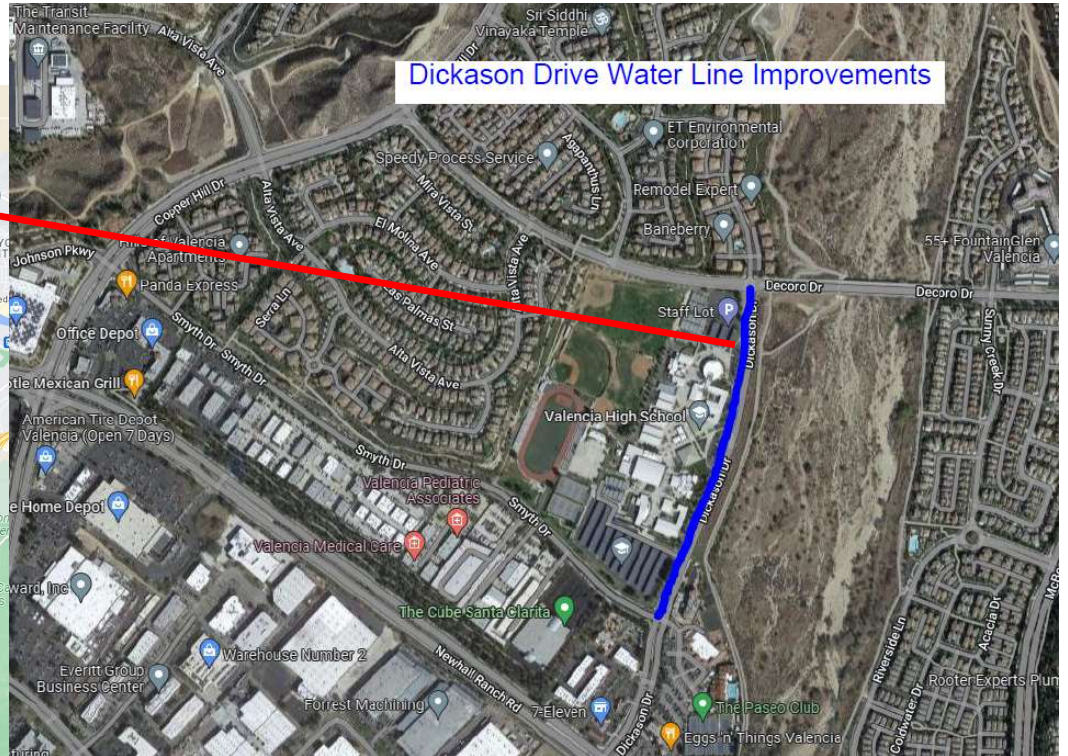 The Transit
Maintenance Facility
Alta Vista Ave
Sri Siddhi
Vinayaka Temple
Dickason Drive Water Line Improvements
ET Environmental
Corporation
Speedy Process Service
Agapanthus Ln
Mira Vista St
Remodel Expert
Copper Hill Dr
Alta Vista Ave
El Molina Ave
Baneberry
Alta Vista Ave
55+ FountainGlen
Valencia
Johnson Pkwy
of Valencia
Apartments
Panda Express
Decoro Dr
Decoro Dr
Serra Ln
as Palmas St
Staff Lot
P
Dickason Dr
Sunny Creek Dr
Office Depot
Smyth Dr
Smyth Dr
Alta Vista Ave
otle Mexican Grill
American Tire Depot -
Valencia (Open 7 Days)
Valencia High School
Smyth Dr
Valencia Pediatric
Associates
Dickason Dr
e Home Depot
Smyth Dr
Valencia Medical Care
The Cube Santa Clarita
Riverside Ln
Acacia Dr
Warehouse Number 2
Newhall Ranch Rd
Everitt Group
Business Center
Forrest Machining
7-Eleven
The Paseo Club
Rooter Experts Plum
Coldwater Dr
Dickason Dr
Eggs 'n' Things Valencia